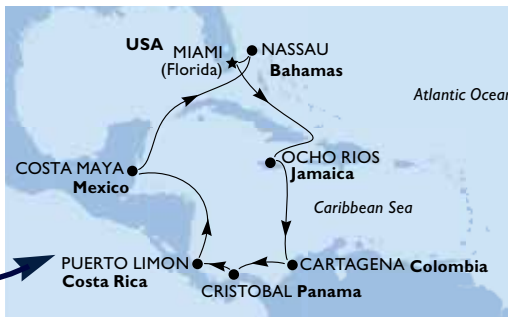 USA MIAMI
(Florida)
NASSAU
Bahamas
Atlantic Ocean
COSTA MAYA
Mexico
OCHO RIOS
Jamaica
Caribbean Sea
PUERTO LIMON
Costa Rica
CARTAGENA Colombia
CRISTOBAL Panama